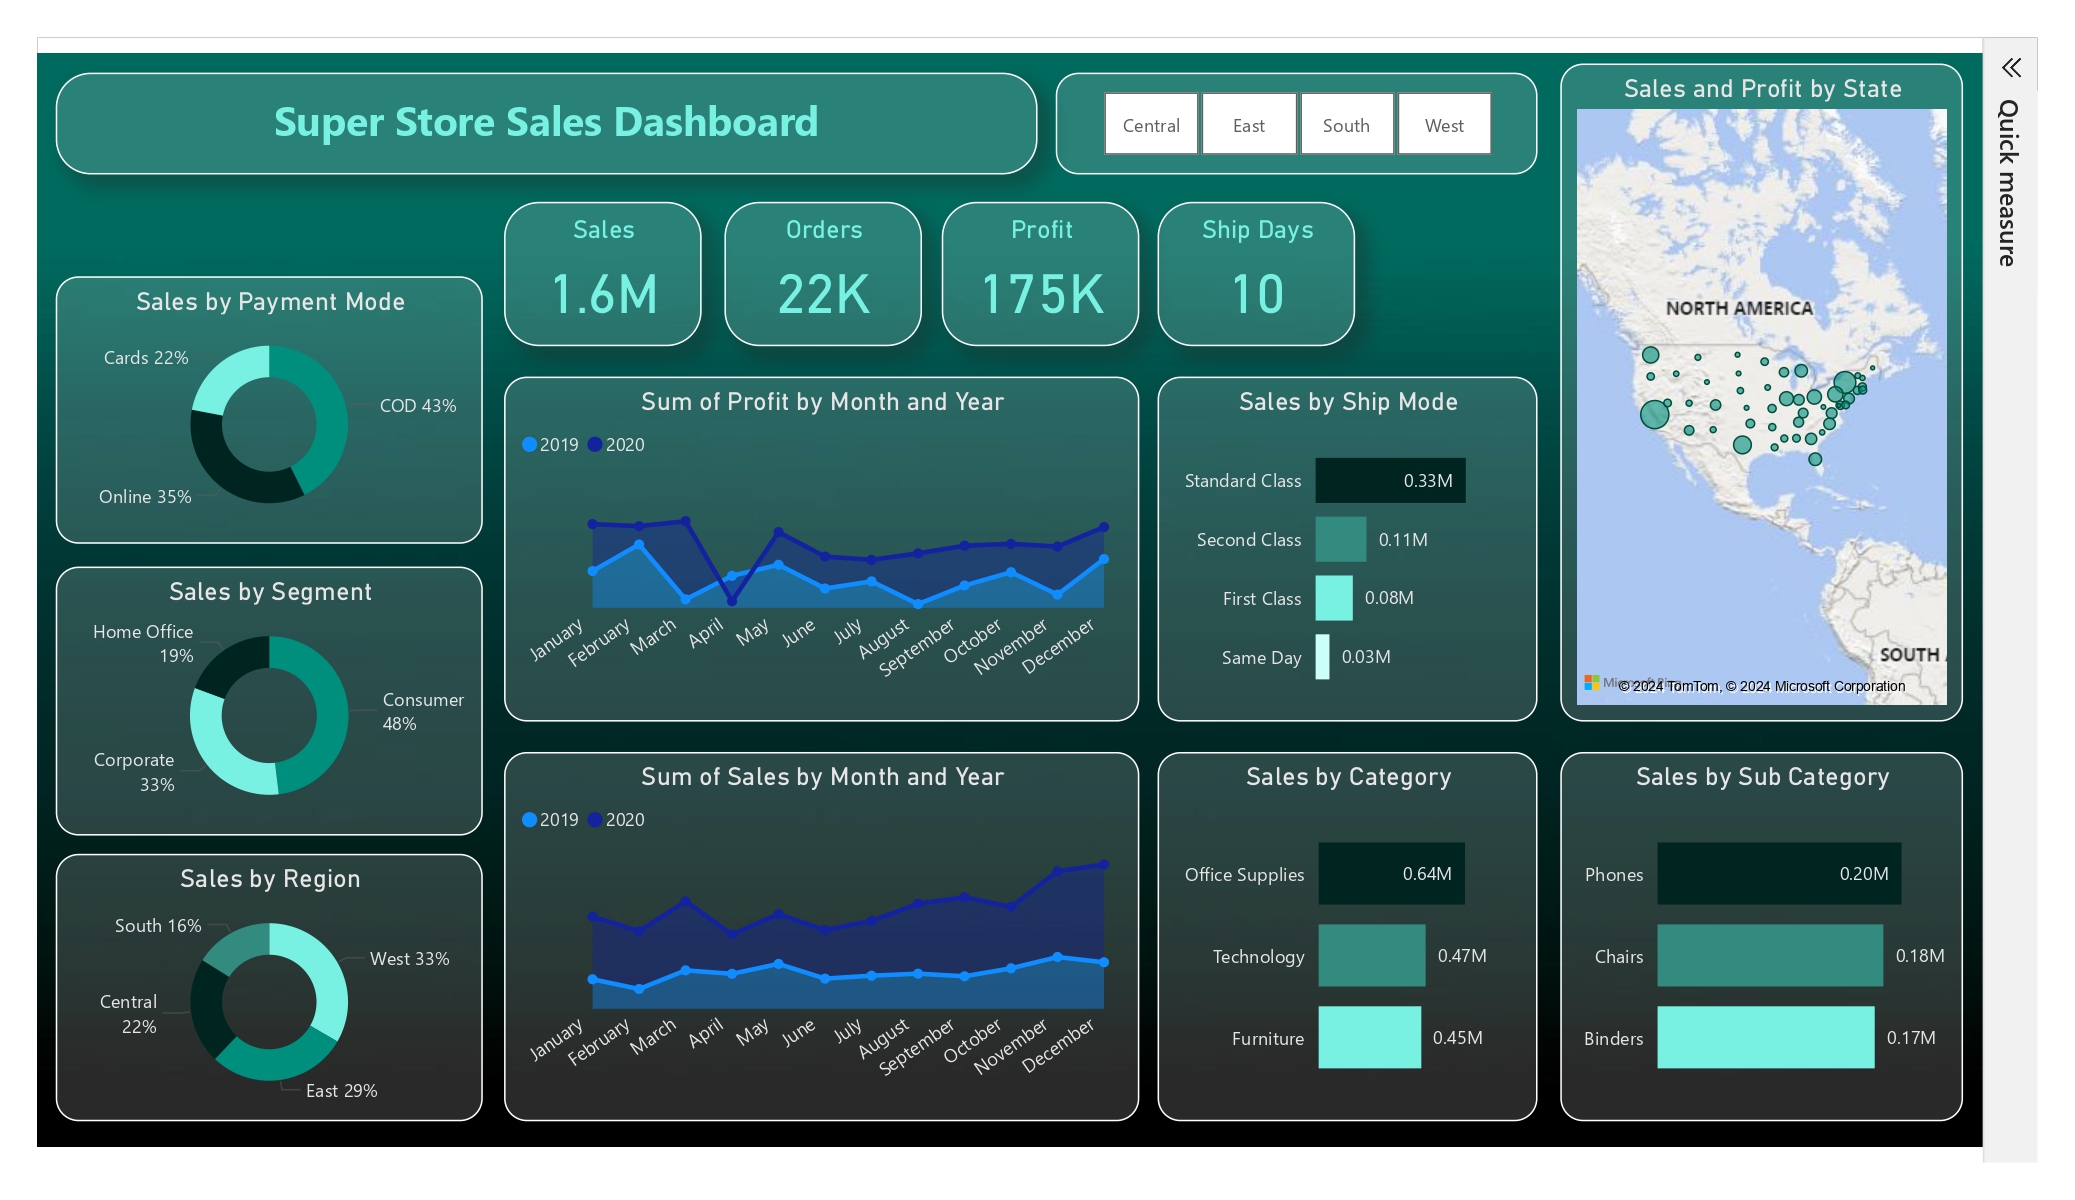 Super Store Sales Dashboard
Central
East
South
West
Sales
1.6M
Orders
22K
Profit
175K
Ship Days
10
Sales by Payment Mode
Cards 22%
COD 43%
Online 35%
Sales by Segment
Home Office
19%
Consumer
48%
Corporate
33%
Sales by Region
South 16%
West 33%
Central
22%
East 29%
Sum of Profit by Month and Year
2019
2020
January
February
March
April
May
June
July
August
September
October
November
December
Sum of Sales by Month and Year
2019
2020
January
February
March
April
May
June
July
August
September
October
November
December
Sales by Ship Mode
Standard Class
0.33M
Second Class
0.11M
First Class
0.08M
Same Day
0.03M
Sales by Category
Office Supplies
0.64M
Technology
0.47M
Furniture
0.45M
Sales and Profit by State
NORTH AMERICA
SOUTH
© 2024 TomTom, © 2024 Microsoft Corporation
Sales by Sub Category
Phones
0.20M
Chairs
0.18M
Binders
0.17M
Quick measure